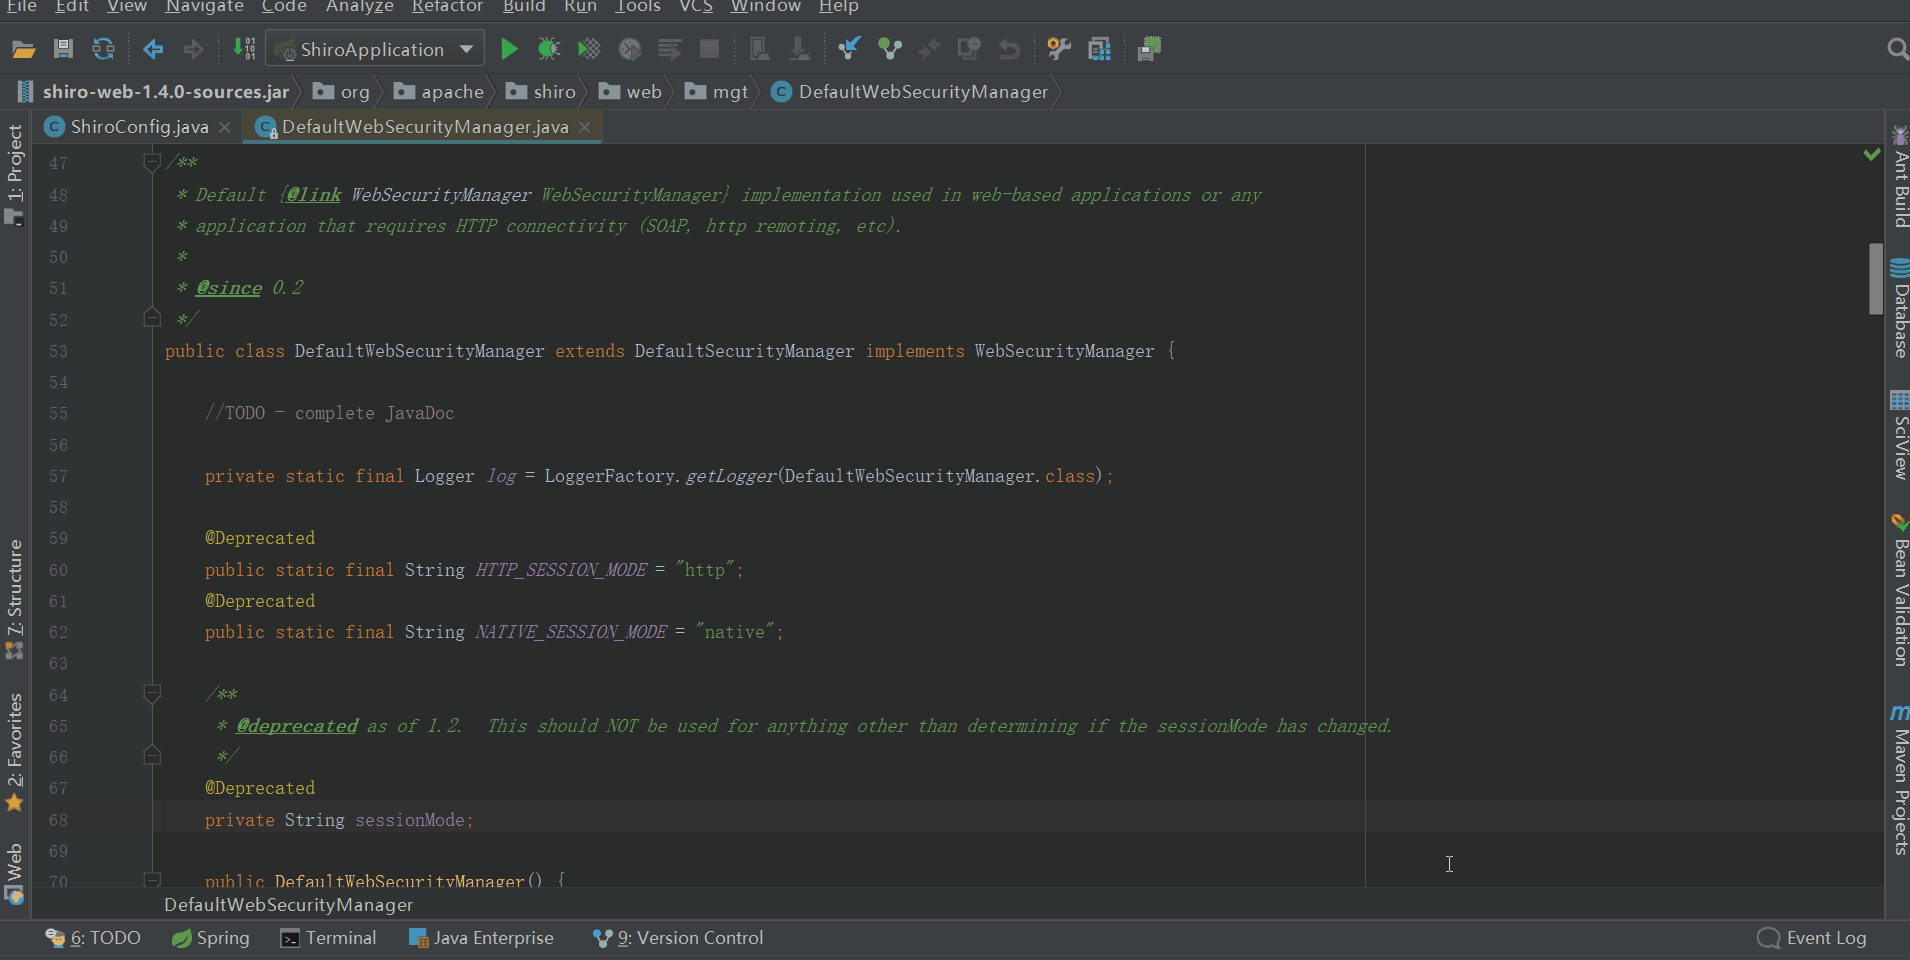 File Edit View Navigate Code Analyze Refactor Build Run Tools VCS Window Help
ShiroApplication
shiro-web-1.4.0-sources.jar org apache shiro web mgt DefaultWebSecurityManager
ShiroConfig.java DefaultWebSecurityManager.java
47 /**
48 * Default {@link WebSecurityManager WebSecurityManager} implementation used in web-based applications or any
49 * application that requires HTTP connectivity (SOAP, http remoting, etc).
50 *
51 * @since 0.2
52 */
53 public class DefaultWebSecurityManager extends DefaultSecurityManager implements WebSecurityManager {
54
55 //TODO - complete JavaDoc
56
57 private static final Logger log = LoggerFactory.getLogger(DefaultWebSecurityManager.class);
58
59 @Deprecated
60 public static final String HTTP_SESSION_MODE = "http";
61 @Deprecated
62 public static final String NATIVE_SESSION_MODE = "native";
63
64 /**
65 * @deprecated as of 1.2. This should NOT be used for anything other than determining if the sessionMode has changed.
66 */
67 @Deprecated
68 private String sessionMode;
69
70 public DefaultWebSecurityManager() {
DefaultWebSecurityManager
1: Project
7: Structure
2: Favorites
Web
Ant Build
Database
SciView
Bean Validation
Maven Projects
6: TODO Spring Terminal Java Enterprise 9: Version Control Event Log